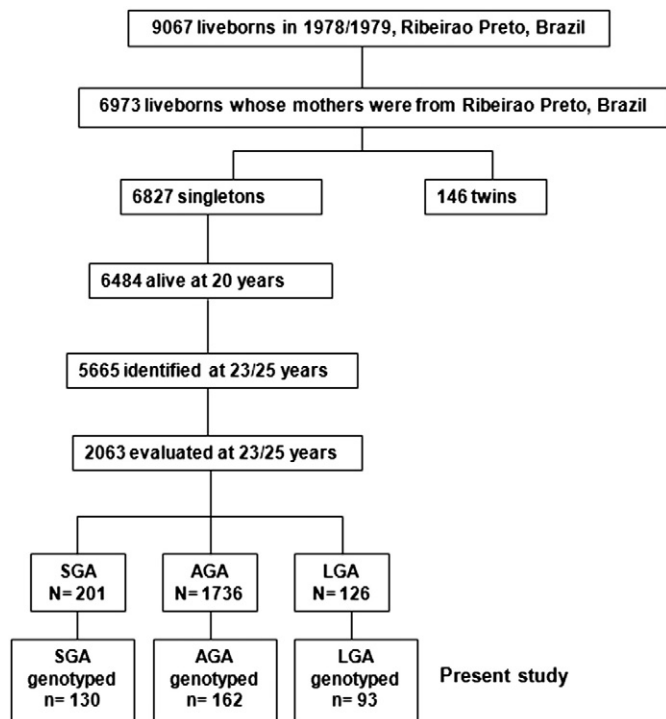 9067 liveborns in 1978/1979, Ribeirao Preto, Brazil
6973 liveborns whose mothers were from Ribeirao Preto, Brazil
6827 singletons
146 twins
6484 alive at 20 years
5665 identified at 23/25 years
2063 evaluated at 23/25 years
SGA
N= 201
AGA
N= 1736
LGA
N= 126
SGA
genotyped
n= 130
AGA
genotyped
n= 162
LGA
genotyped
n= 93
Present study